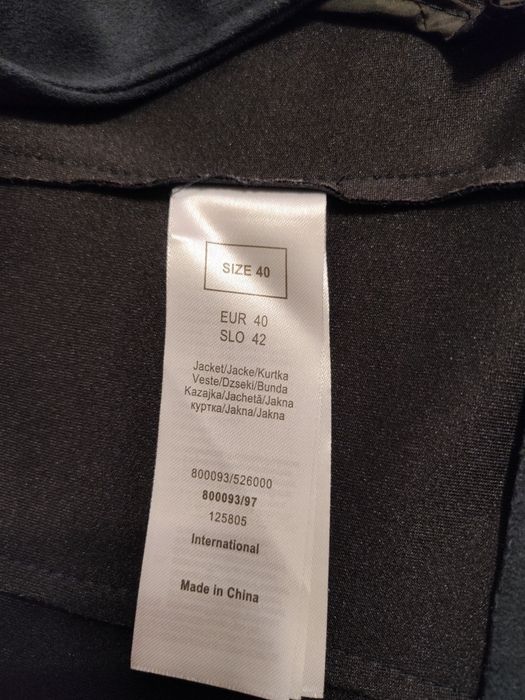 SIZE 40
EUR 40
SLO 42
Jacket/Jacke/Kurtka
Veste/Dzseki/Bunda
Kazajka/Jachetă/Jakna
куртка/Jakna/Jakna
800093/526000
800093/97
125805
International
Made in China